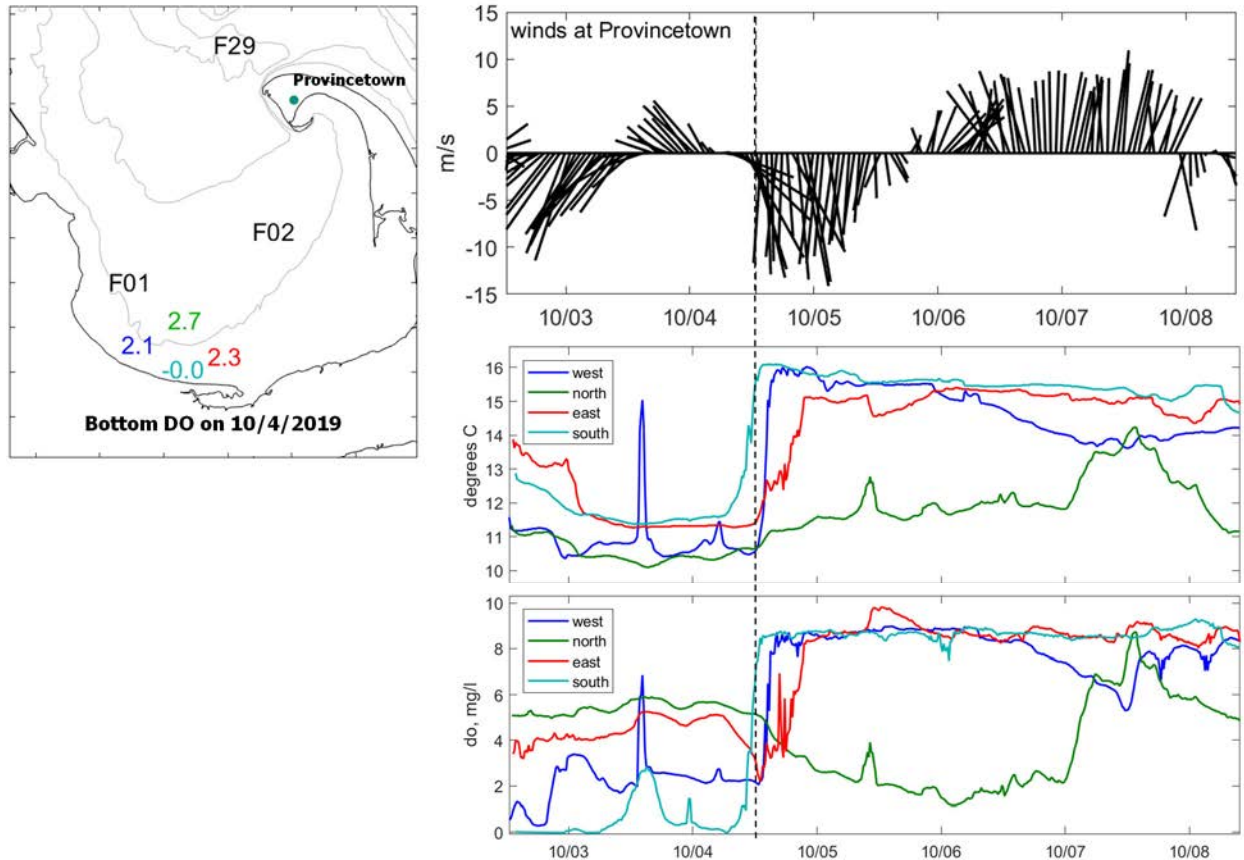 F29
Provincetown
F02
F01
2.7
2.1
2.3
-0.0
Bottom DO on 10/4/2019
winds at Provincetown
m/s
15
10
5
0
-5
-10
-15
10/03 10/04 10/05 10/06 10/07 10/08
degrees C
16
15
14
13
12
11
10
west
north
east
south
do, mg/l
10
8
6
4
2
0
west
north
east
south
10/03 10/04 10/05 10/06 10/07 10/08